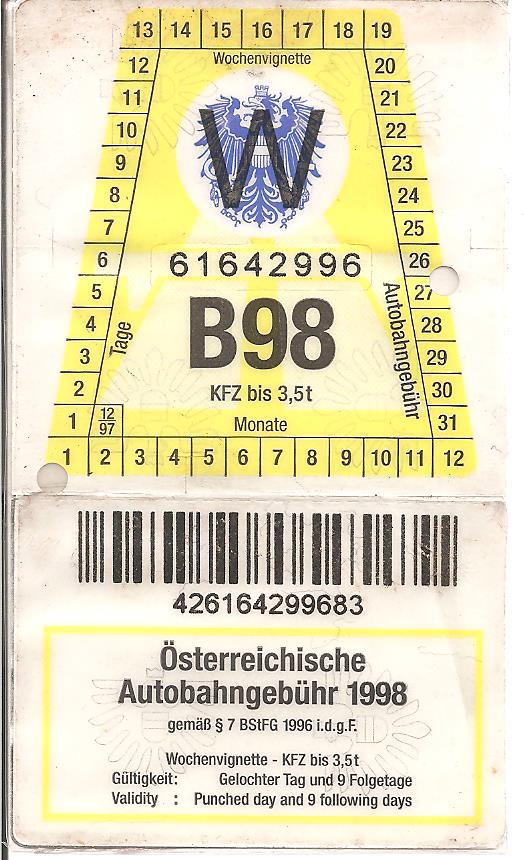 13 14 15 16 17 18 19
Wochenvignette
12 20
11 21
10 22
9 23
8 24
7 25
W
6 26
61642996
5 27
4 28
3 29
2 30
1 31
Tage
Autobahngebühr
B98
KFZ bis 3,5t
12
97
Monate
1 2 3 4 5 6 7 8 9 10 11 12
426164299683
Österreichische
Autobahngebühr 1998
gemäß § 7 BStFG 1996 i.d.g.F.
Wochenvignette - KFZ bis 3,5t
Gültigkeit: Gelochter Tag und 9 Folgetage
Validity : Punched day and 9 following days